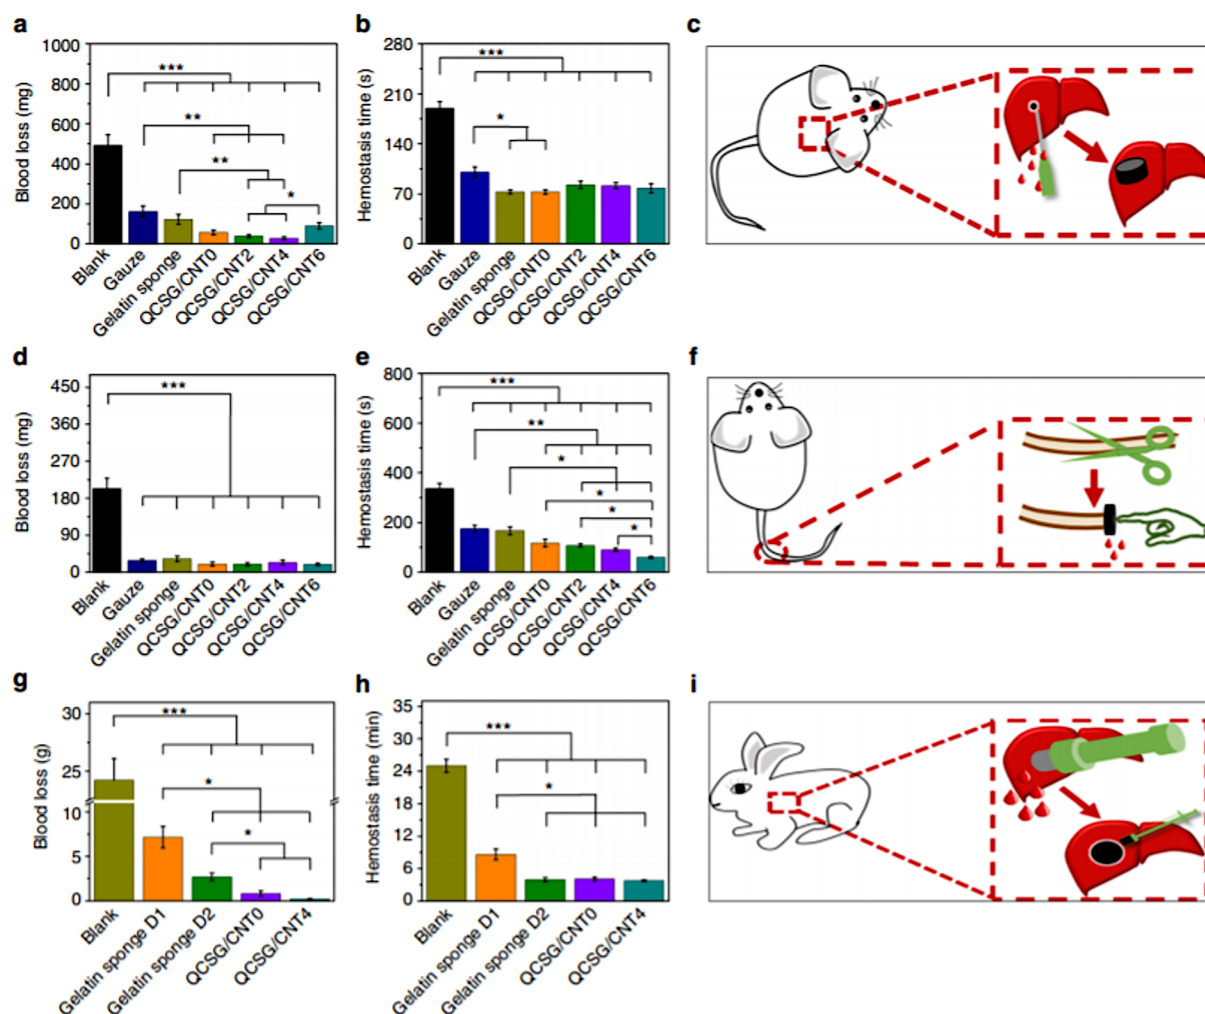 a
1000
800
600
400
200
0
Blood loss (mg)
***
**
**
*
Blank
Gauze
Gelatin sponge
QCSG/CNT0
QCSG/CNT2
QCSG/CNT4
QCSG/CNT6
b
280
210
140
70
0
Hemostasis time (s)
***
*
Blank
Gauze
Gelatin sponge
QCSG/CNT0
QCSG/CNT2
QCSG/CNT4
QCSG/CNT6
c
d
450
360
270
180
90
0
Blood loss (mg)
***
Blank
Gauze
Gelatin sponge
QCSG/CNT0
QCSG/CNT2
QCSG/CNT4
QCSG/CNT6
e
800
600
400
200
0
Hemostasis time (s)
***
**
*
*
*
*
Blank
Gauze
Gelatin sponge
QCSG/CNT0
QCSG/CNT2
QCSG/CNT4
QCSG/CNT6
f
g
30
25
10
5
0
Blood loss (g)
***
*
*
Blank
Gelatin sponge D1
Gelatin sponge D2
QCSG/CNT0
QCSG/CNT4
h
35
30
24
18
12
6
0
Hemostasis time (min)
***
*
Blank
Gelatin sponge D1
Gelatin sponge D2
QCSG/CNT0
QCSG/CNT4
i